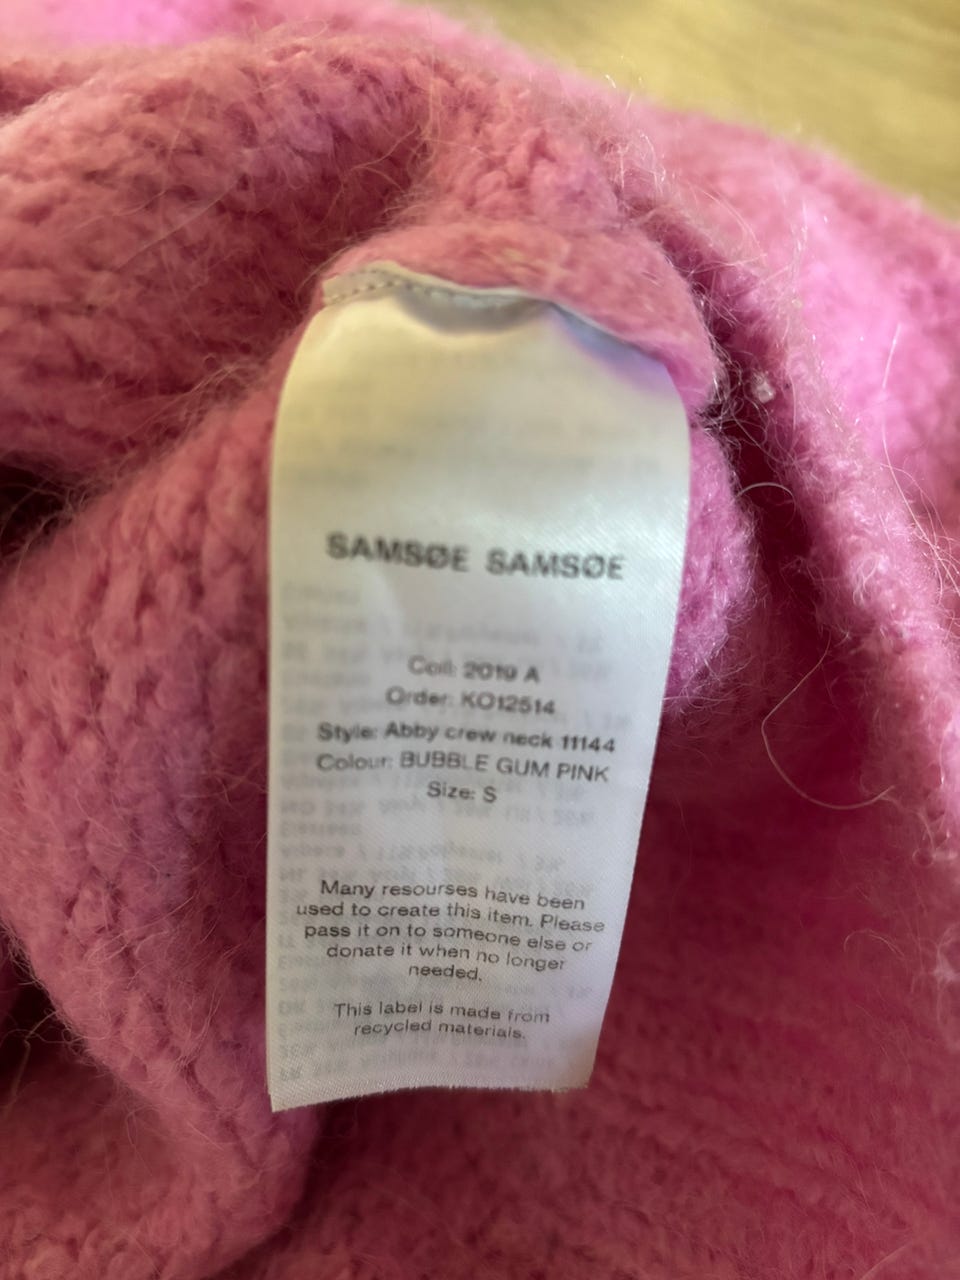 SAMSØE SAMSØE
Coll: 2019 A
Order: KO12514
Style: Abby crew neck 11144
Colour: BUBBLE GUM PINK
Size: S
Many resourses have been
used to create this item. Please
pass it on to someone else or
donate it when no longer
needed.
This label is made from
recycled materials.